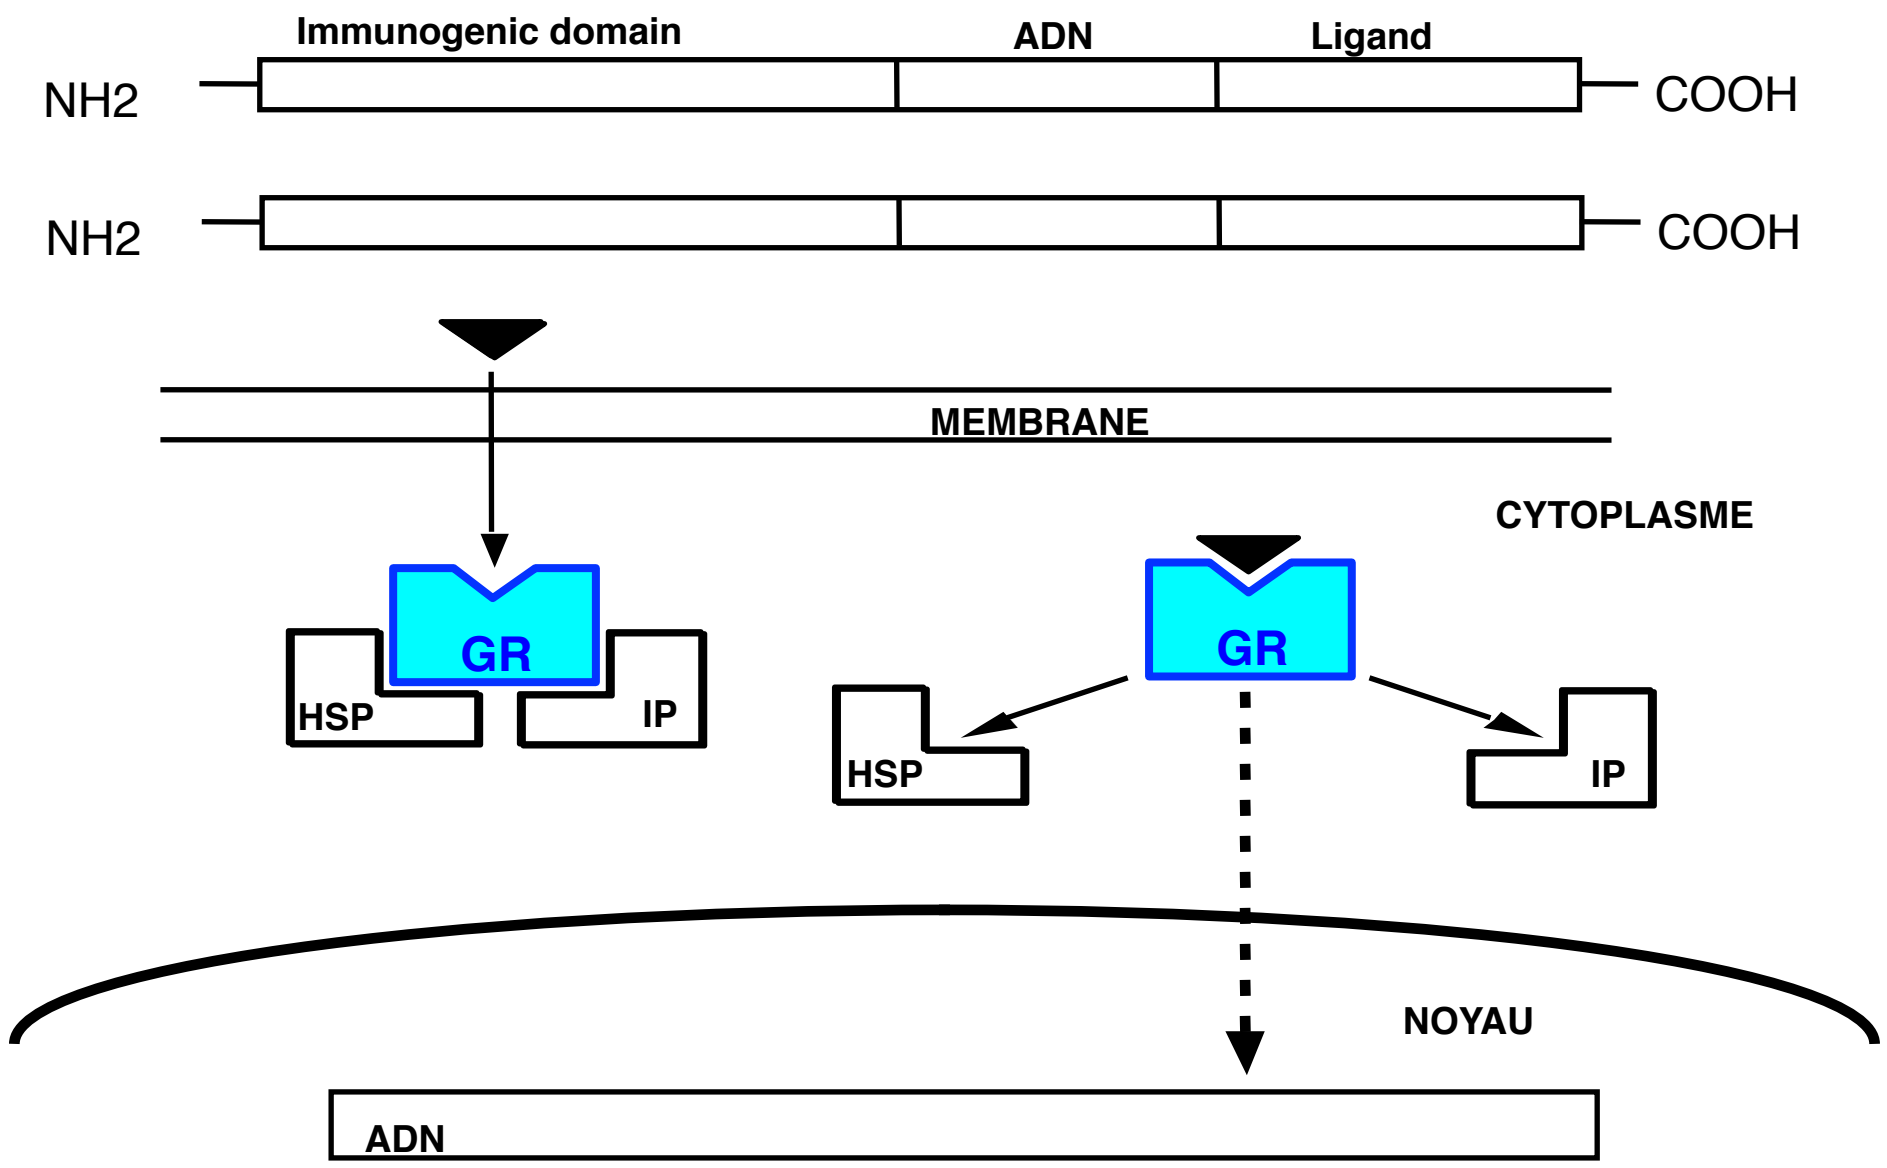 Immunogenic domain ADN Ligand
NH2 COOH
NH2 COOH
MEMBRANE
CYTOPLASME
GR GR
HSP IP
HSP IP
NOYAU
ADN